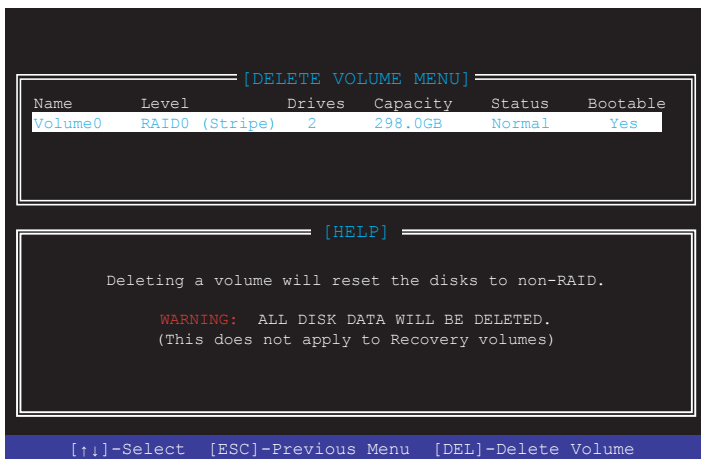 [DELETE VOLUME MENU]
Name Level Drives Capacity Status Bootable
Volume0 RAID0 (Stripe) 2 298.0GB Normal Yes
[HELP]
Deleting a volume will reset the disks to non-RAID.
WARNING: ALL DISK DATA WILL BE DELETED.
(This does not apply to Recovery volumes)
[↑↓]-Select [ESC]-Previous Menu [DEL]-Delete Volume